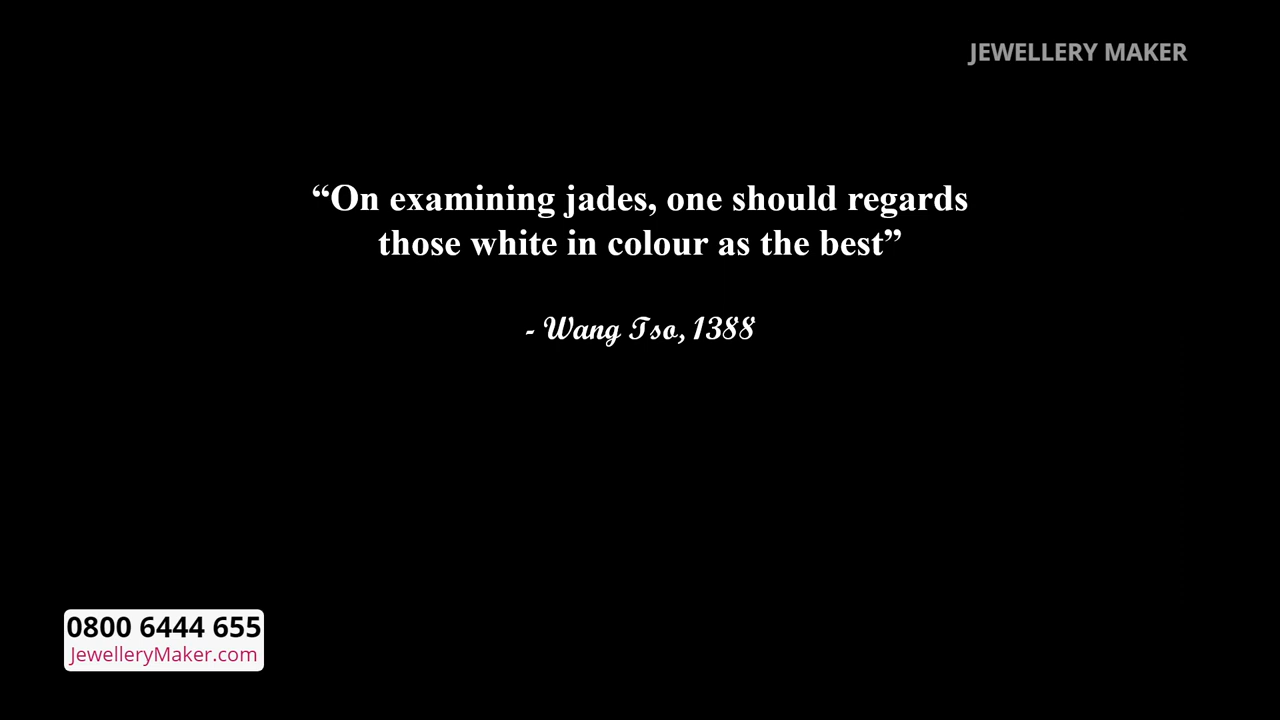 JEWELLERY MAKER
“On examining jades, one should regards
those white in colour as the best”
- Wang Tso, 1388
0800 6444 655
JewelleryMaker.com